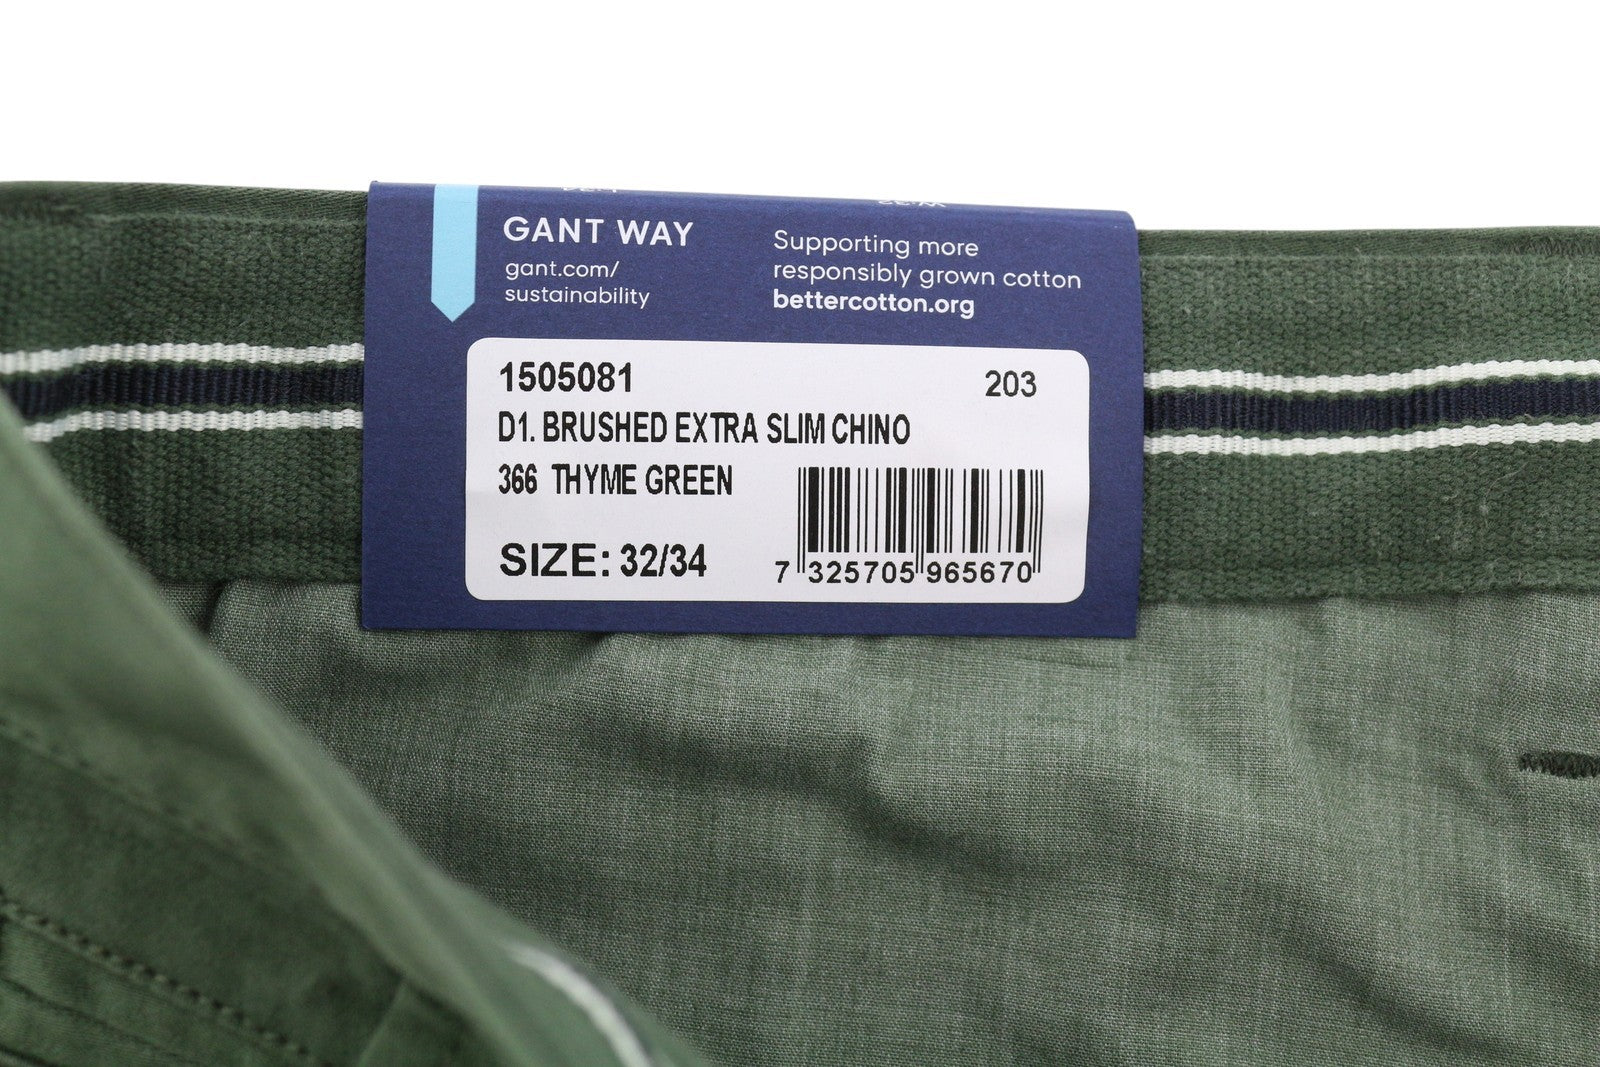 GANT WAY
gant.com/
sustainability
Supporting more
responsibly grown cotton
bettercotton.org
1505081 203
D1. BRUSHED EXTRA SLIM CHINO
366 THYME GREEN
SIZE: 32/34
7 325705 965670